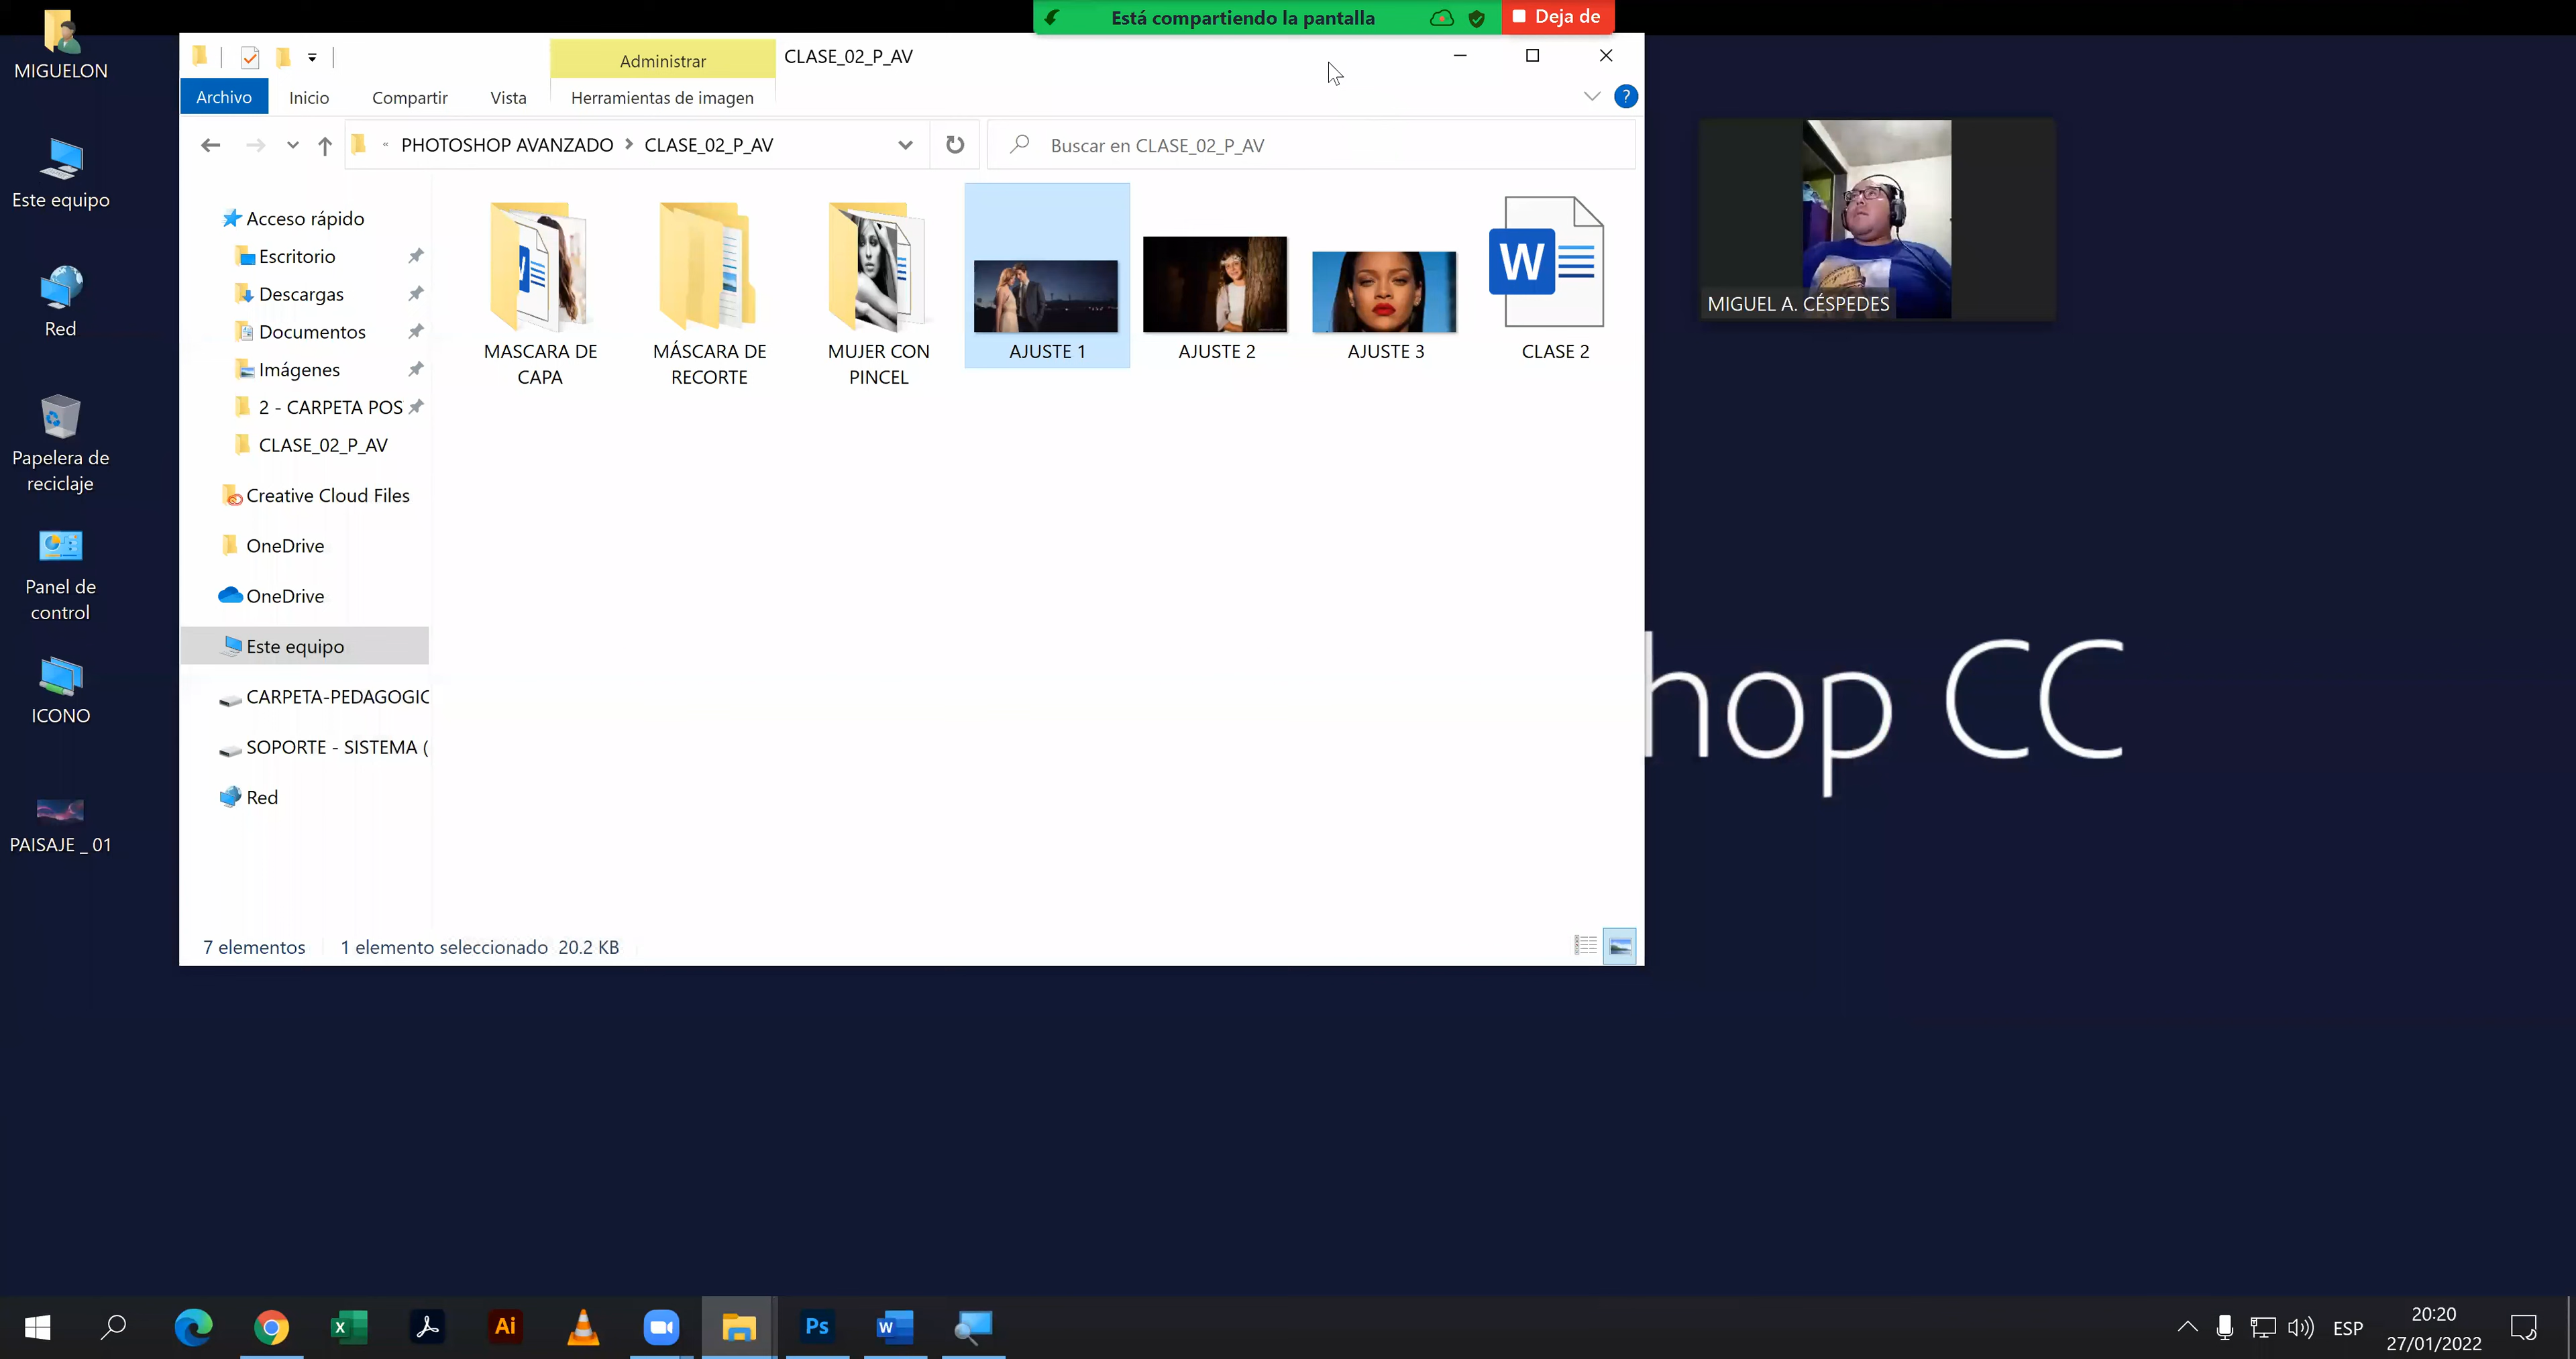 Está compartiendo la pantalla
Deja de
MIGUELON
Este equipo
Red
Papelera de
reciclaje
Panel de
control
ICONO
PAISAJE _ 01
Administrar
CLASE_02_P_AV
Archivo
Inicio
Compartir
Vista
Herramientas de imagen
?
« PHOTOSHOP AVANZADO > CLASE_02_P_AV
Buscar en CLASE_02_P_AV
Acceso rápido
Escritorio
Descargas
Documentos
Imágenes
2 - CARPETA POS
CLASE_02_P_AV
Creative Cloud Files
OneDrive
OneDrive
Este equipo
CARPETA-PEDAGOGIC
SOPORTE - SISTEMA (
Red
MASCARA DE
CAPA
MÁSCARA DE
RECORTE
MUJER CON
PINCEL
AJUSTE 1
AJUSTE 2
AJUSTE 3
W
CLASE 2
7 elementos
1 elemento seleccionado 20.2 KB
MIGUEL A. CÉSPEDES
hop CC
X
Ai
Ps
W
ESP
20:20
27/01/2022